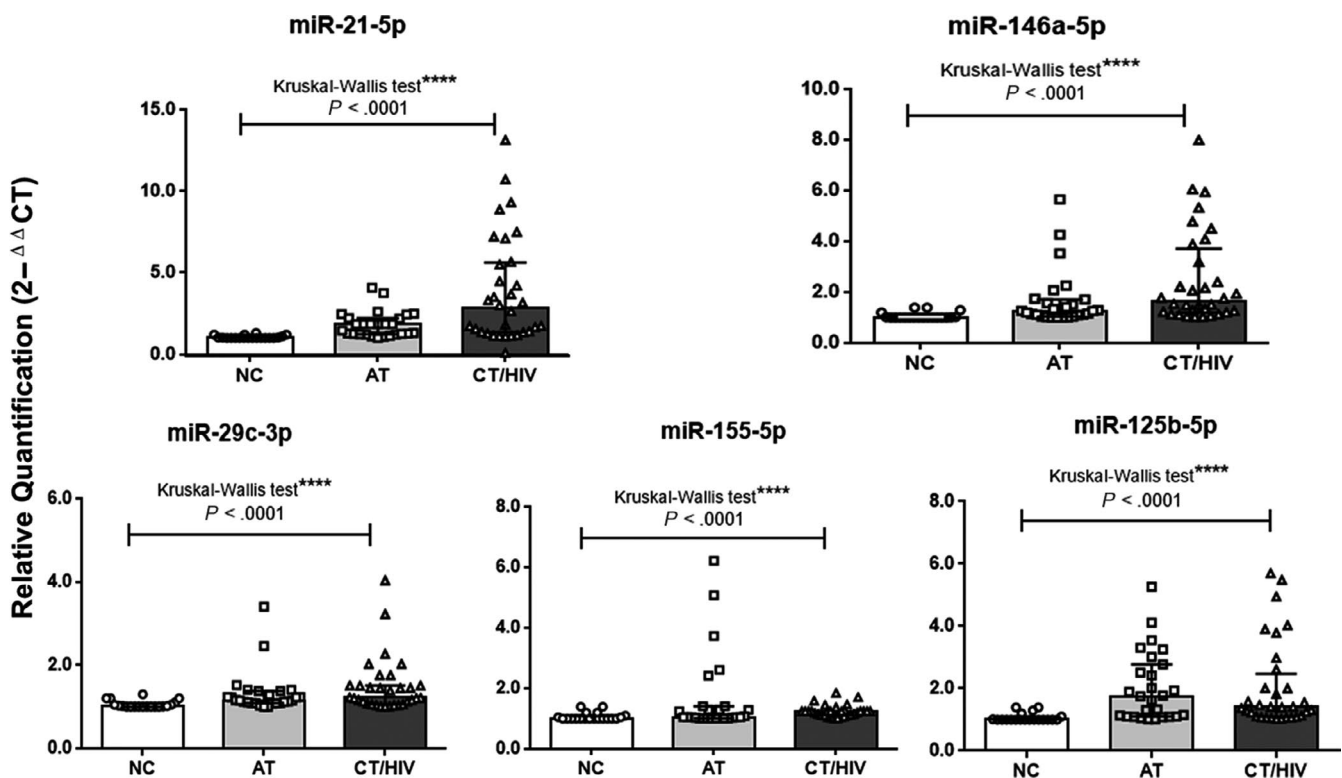 miR-21-5p
Kruskal-Wallis test****
P < .0001
15.0
10.0
5.0
0.0
NC AT CT/HIV
miR-146a-5p
Kruskal-Wallis test****
P < .0001
10.0
8.0
6.0
4.0
2.0
0.0
NC AT CT/HIV
Relative Quantification (2–ΔΔCT)
miR-29c-3p
Kruskal-Wallis test****
P < .0001
6.0
4.0
2.0
0.0
NC AT CT/HIV
miR-155-5p
Kruskal-Wallis test****
P < .0001
8.0
6.0
4.0
2.0
0.0
NC AT CT/HIV
miR-125b-5p
Kruskal-Wallis test****
P < .0001
8.0
6.0
4.0
2.0
0.0
NC AT CT/HIV